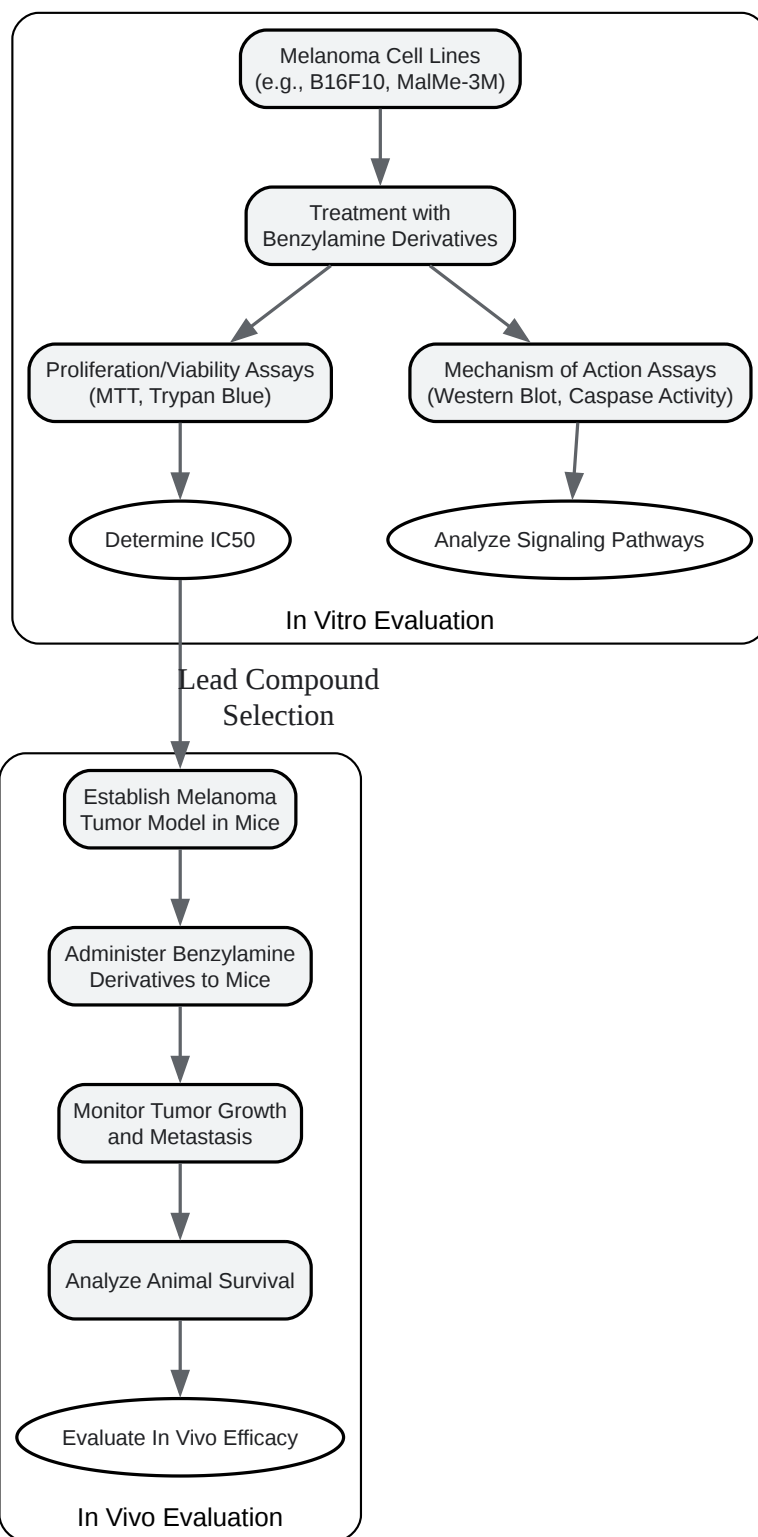 Melanoma Cell Lines
(e.g., B16F10, MalMe-3M)
Treatment with
Benzylamine Derivatives
Proliferation/Viability Assays
(MTT, Trypan Blue)
Mechanism of Action Assays
(Western Blot, Caspase Activity)
Determine IC50
Analyze Signaling Pathways
In Vitro Evaluation
Lead Compound
Selection
Establish Melanoma
Tumor Model in Mice
Administer Benzylamine
Derivatives to Mice
Monitor Tumor Growth
and Metastasis
Analyze Animal Survival
Evaluate In Vivo Efficacy
In Vivo Evaluation